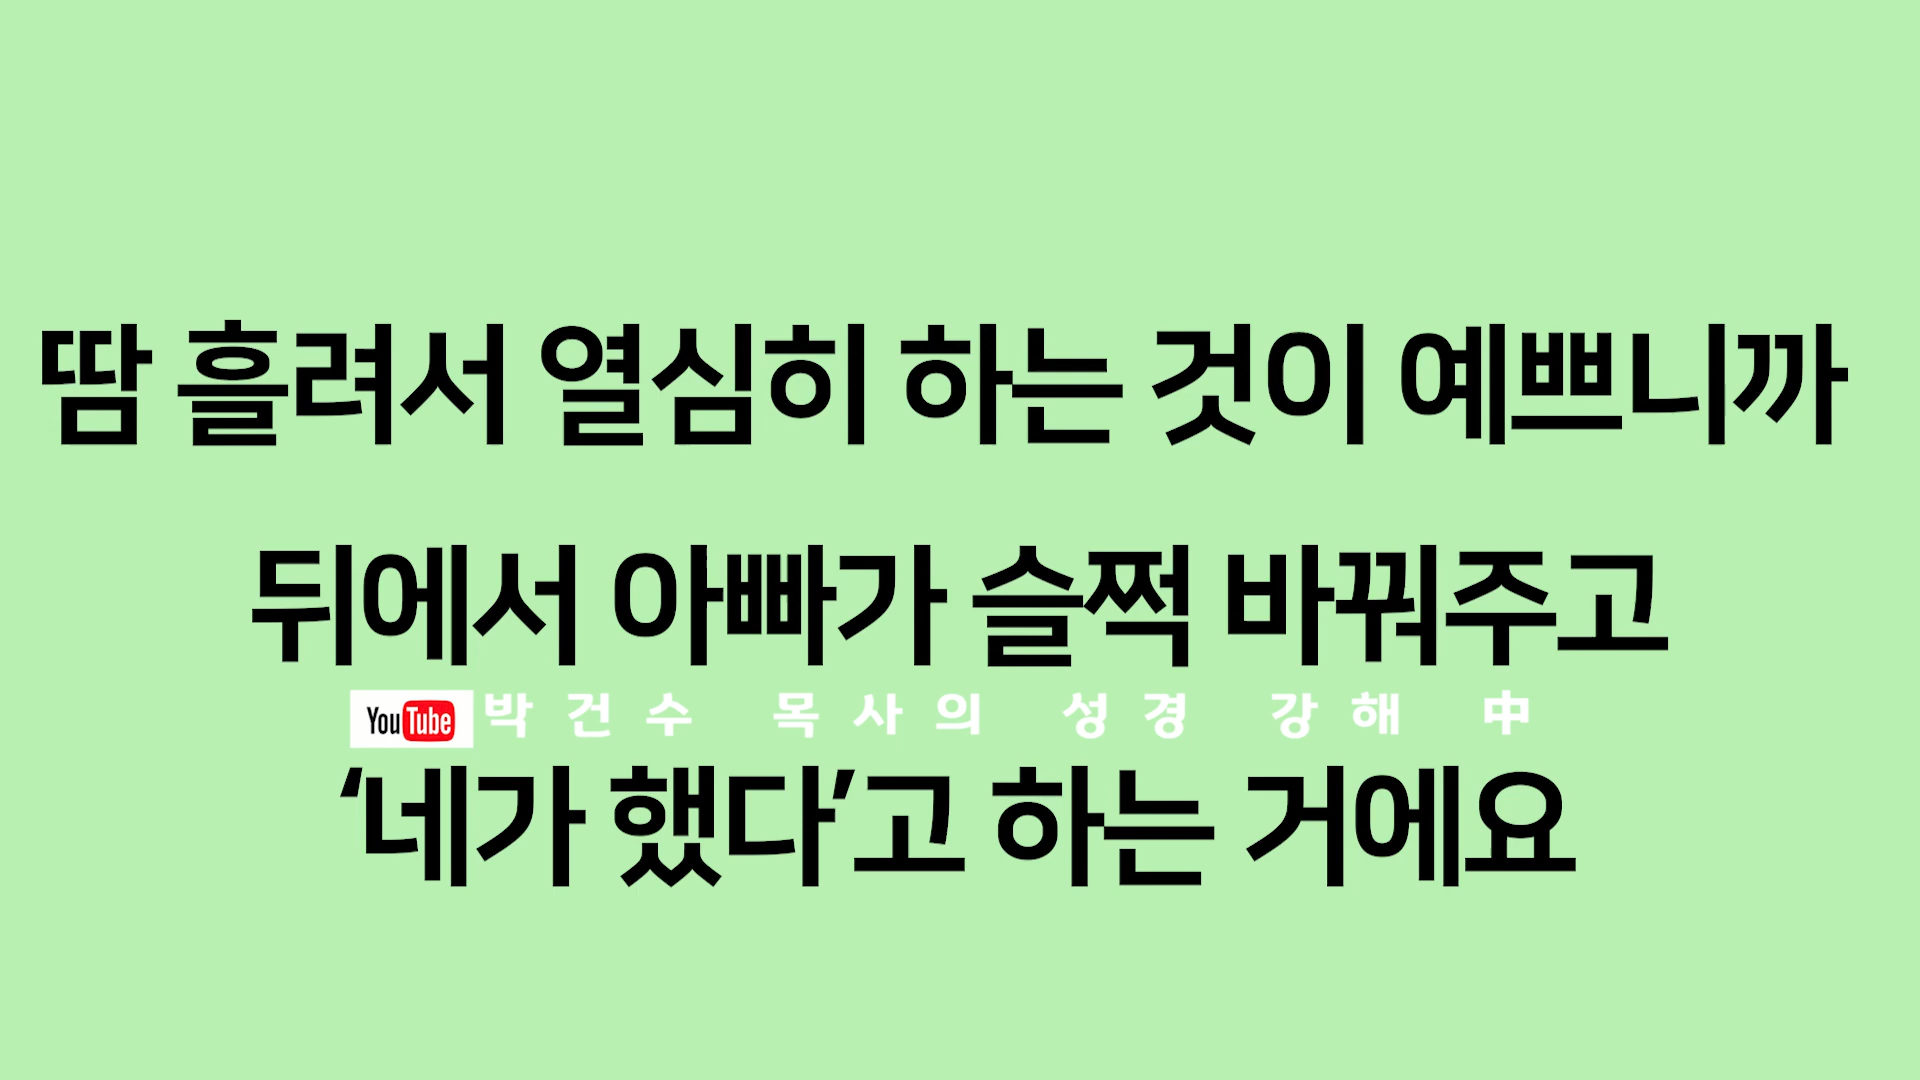 땀 흘려서 열심히 하는 것이 예쁘니까
뒤에서 아빠가 슬쩍 바꿔주고
YouTube 박건수 목사의 성경 강해 中
‘네가 했다’고 하는 거에요